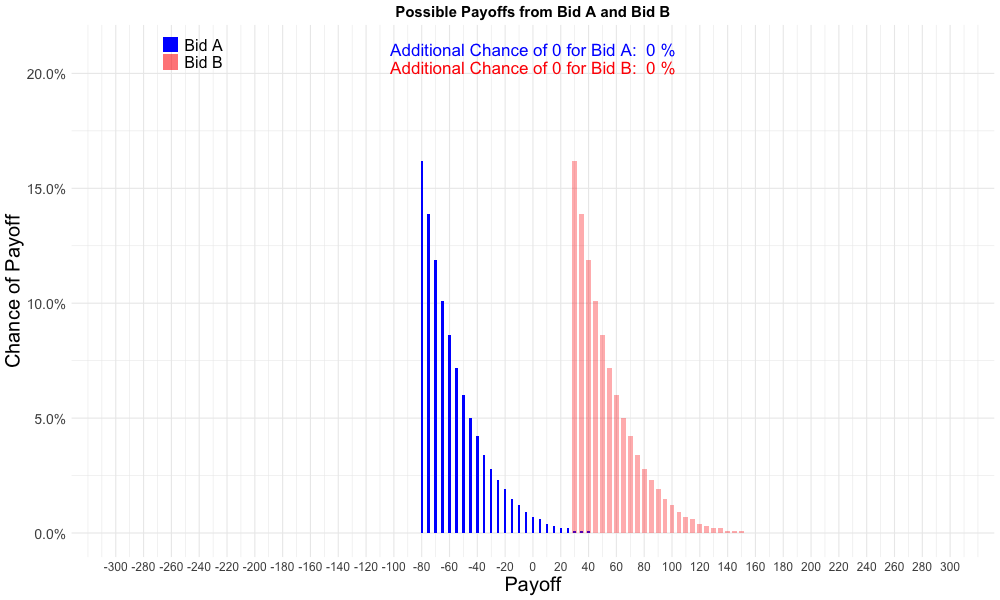 Possible Payoffs from Bid A and Bid B
Bid A
Bid B
Additional Chance of 0 for Bid A:  0 %
Additional Chance of 0 for Bid B:  0 %
Chance of Payoff
20.0%
15.0%
10.0%
5.0%
0.0%
-300 -280 -260 -240 -220 -200 -180 -160 -140 -120 -100 -80 -60 -40 -20 0 20 40 60 80 100 120 140 160 180 200 220 240 260 280 300
Payoff